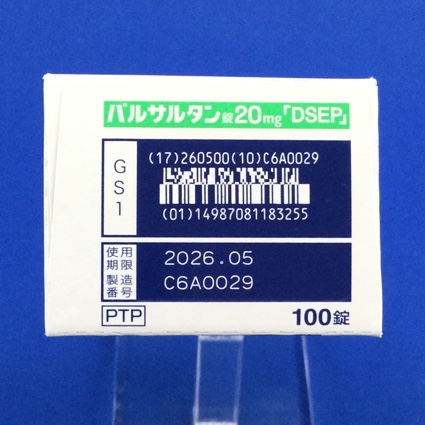 バルサルタン錠20mg「DSEP」
GS1
(17)260500(10)C6A0029
(01)14987081183255
使用期限 2026.05
製造番号 C6A0029
PTP 100錠